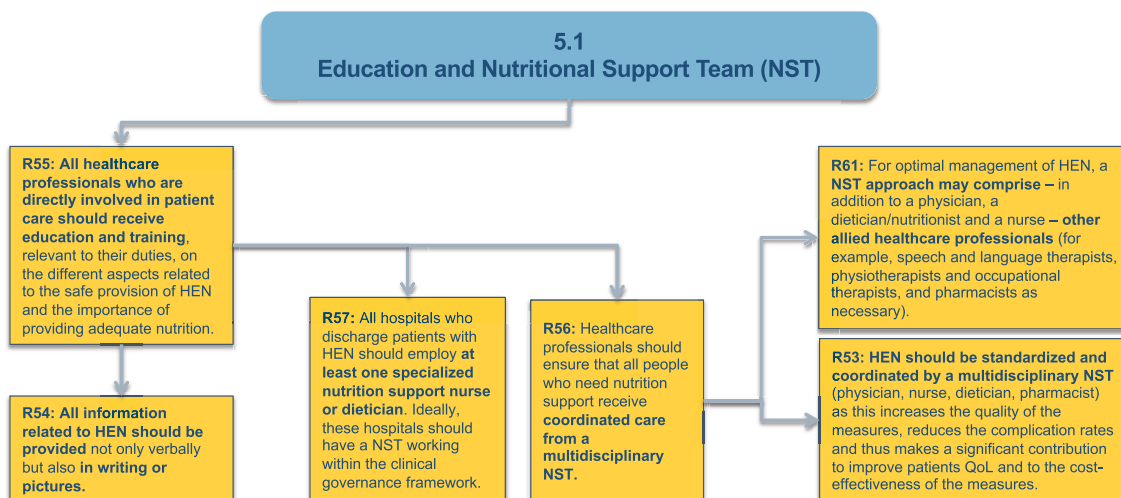 5.1
Education and Nutritional Support Team (NST)
R55: All healthcare
professionals who are
directly involved in patient
care should receive
education and training,
relevant to their duties, on
the different aspects related
to the safe provision of HEN
and the importance of
providing adequate nutrition.
R54: All information
related to HEN should be
provided not only verbally
but also in writing or
pictures.
R57: All hospitals who
discharge patients with
HEN should employ at
least one specialized
nutrition support nurse
or dietician. Ideally,
these hospitals should
have a NST working
within the clinical
governance framework.
R56: Healthcare
professionals should
ensure that all people
who need nutrition
support receive
coordinated care
from a
multidisciplinary
NST.
R61: For optimal management of HEN, a
NST approach may comprise – in
addition to a physician, a
dietician/nutritionist and a nurse – other
allied healthcare professionals (for
example, speech and language therapists,
physiotherapists and occupational
therapists, and pharmacists as
necessary).
R53: HEN should be standardized and
coordinated by a multidisciplinary NST
(physician, nurse, dietician, pharmacist)
as this increases the quality of the
measures, reduces the complication rates
and thus makes a significant contribution
to improve patients QoL and to the cost-
effectiveness of the measures.